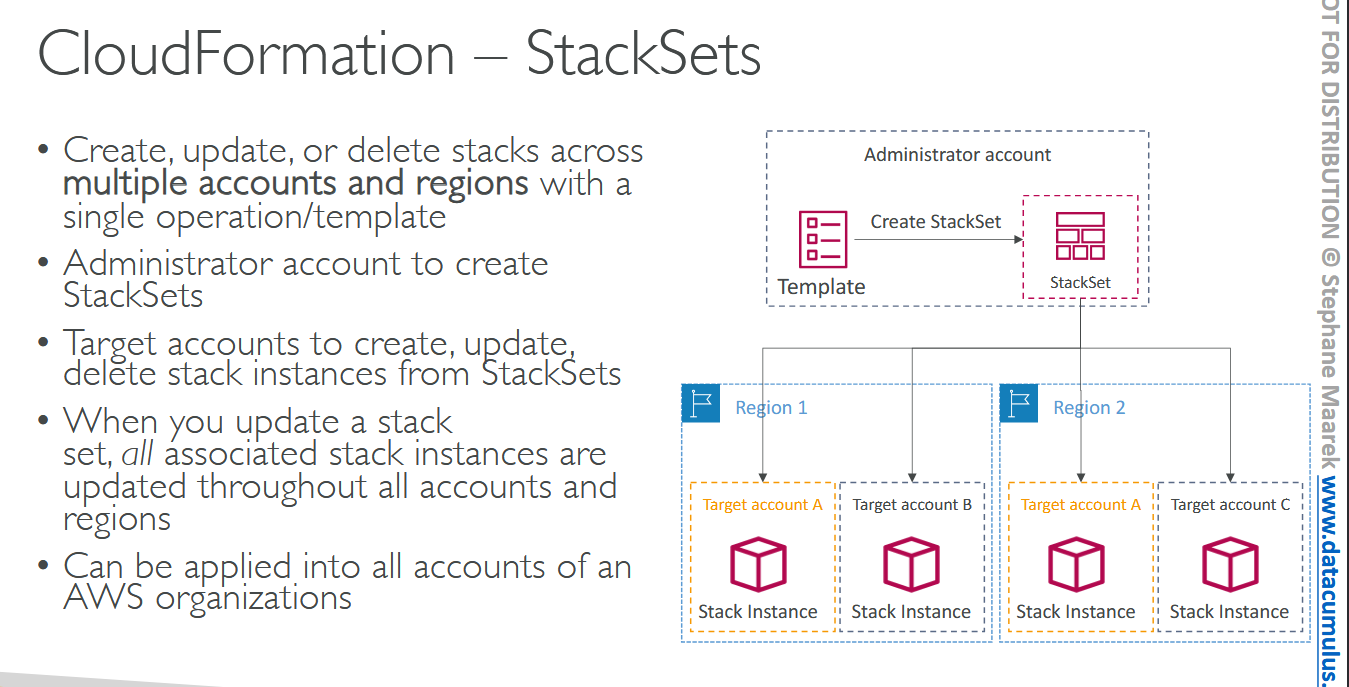 CloudFormation – StackSets
• Create, update, or delete stacks across
multiple accounts and regions with a
single operation/template
• Administrator account to create
StackSets
• Target accounts to create, update,
delete stack instances from StackSets
• When you update a stack
set, all associated stack instances are
updated throughout all accounts and
regions
• Can be applied into all accounts of an
AWS organizations
Administrator account
Create StackSet
Template
StackSet
Region 1
Region 2
Target account A
Target account B
Target account A
Target account C
Stack Instance
Stack Instance
Stack Instance
Stack Instance
OT FOR DISTRIBUTION © Stephane Maarek www.datacumulus.